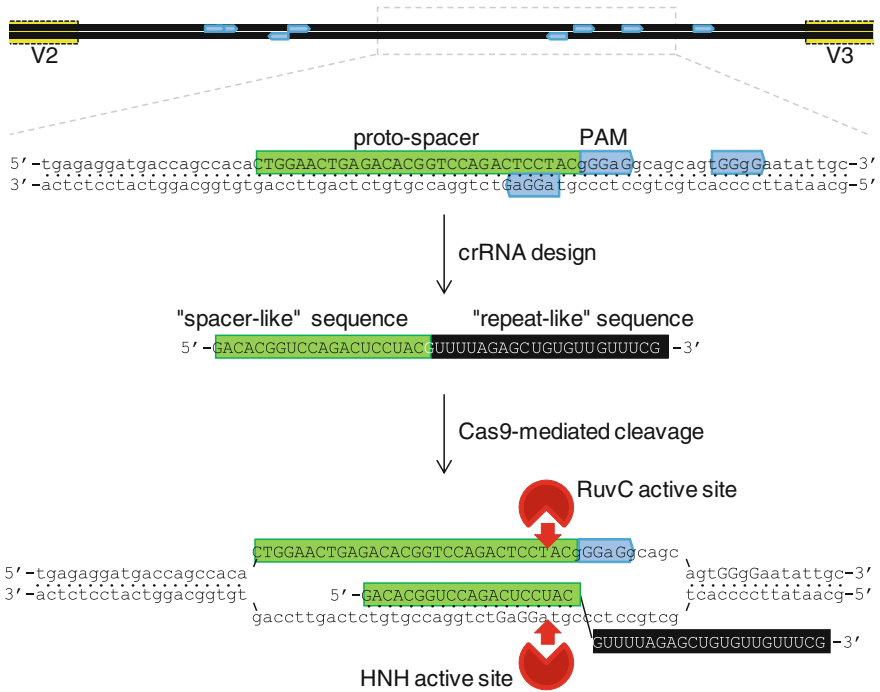 V2
V3
proto-spacer PAM
5′-tgagaggatgaccagccacaCTGGAACTGAGACACGGTCCAGACTCCTACgGGaGgcagcagtGGgGaatattgc-3′
3′-actctcctactggacggtgtgaccttgactctgtgccaggtctGaGGatgccctccgtcgtcaccccttataacg-5′
crRNA design
"spacer-like" sequence "repeat-like" sequence
5′-GACACGGUCCAGACUCCUACGUUUUAGAGCUGUGUUGUUUCG-3′
Cas9-mediated cleavage
RuvC active site
CTGGAACTGAGACACGGTCCAGACTCCTACgGGaGgcagc
5′-tgagaggatgaccagccaca agtGGgGaatattgc-3′
3′-actctcctactggacggtgt 5′-GACACGGUCCAGACUCCUAC tcaccccttataacg-5′
gaccttgactctgtgccaggtctGaGGatgccctccgtcg
GUUUUAGAGCUGUGUUGUUUCG-3′
HNH active site